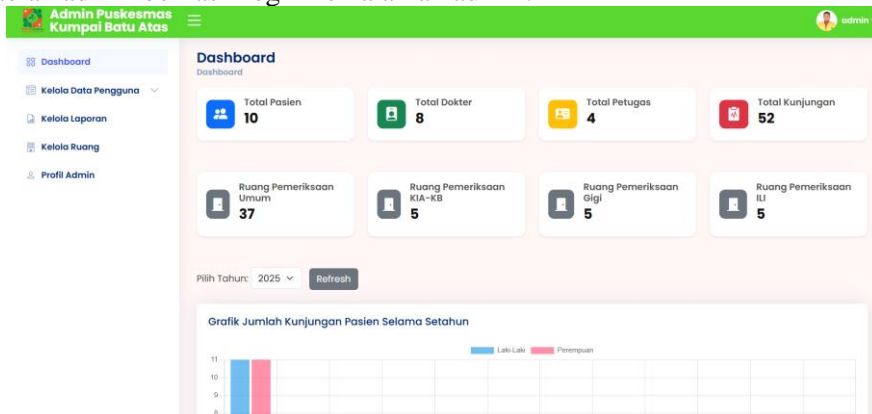 Admin Puskesmas
Kumpai Batu Atas
admin
Dashboard
Kelola Data Pengguna
Kelola Laporan
Kelola Ruang
Profil Admin
Dashboard
Dashboard
Total Pasien
10
Total Dokter
8
Total Petugas
4
Total Kunjungan
52
Ruang Pemeriksaan
Umum
37
Ruang Pemeriksaan
KIA-KB
5
Ruang Pemeriksaan
Gigi
5
Ruang Pemeriksaan
ILI
5
Pilih Tahun: 2025 Refresh
Grafik Jumlah Kunjungan Pasien Selama Setahun
Laki-Laki Perempuan
11
10
9
8